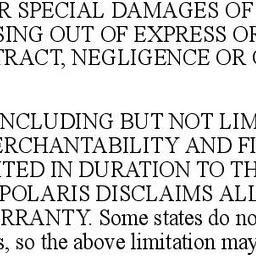 R SPECIAL DAMAGES OF
SING OUT OF EXPRESS OR
TRACT, NEGLIGENCE OR
NCLUDING BUT NOT LIM
ERCHANTABILITY AND FI
ITED IN DURATION TO TH
POLARIS DISCLAIMS ALL
RRANTY. Some states do no
s, so the above limitation may